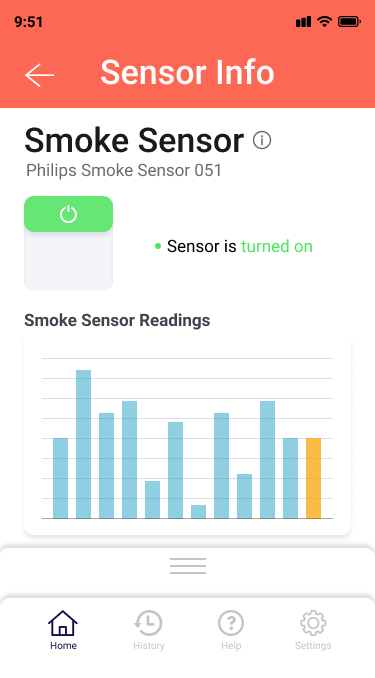 9:51
Sensor Info
Smoke Sensor
Philips Smoke Sensor 051
• Sensor is turned on
Smoke Sensor Readings
Home
History
Help
Settings